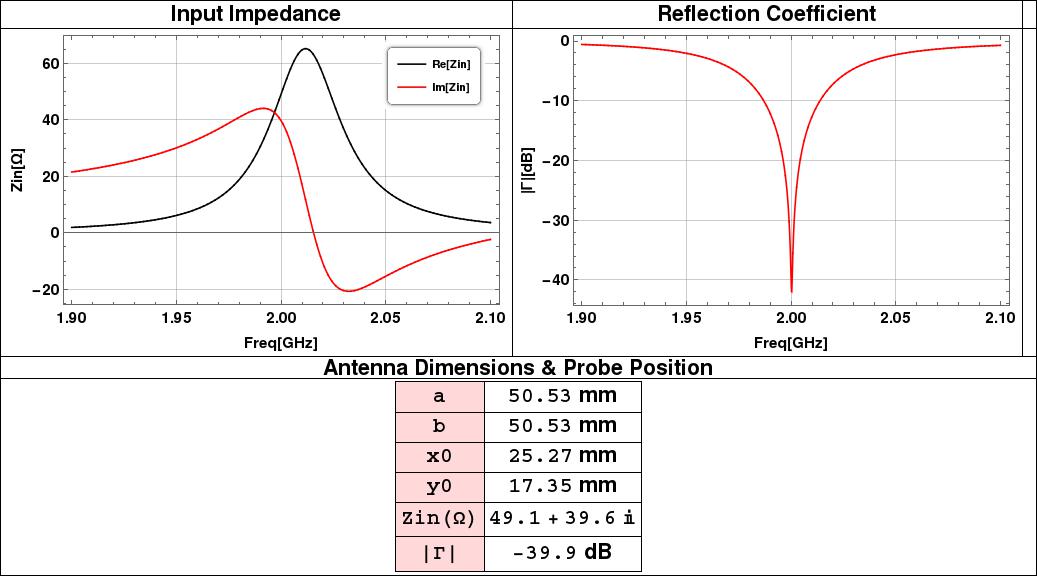 Input Impedance
Reflection Coefficient
Zin[Ω]
60
40
20
0
−20
1.90
1.95
2.00
2.05
2.10
Freq[GHz]
Re[Zin]
Im[Zin]
|Γ|[dB]
0
−10
−20
−30
−40
1.90
1.95
2.00
2.05
2.10
Freq[GHz]
Antenna Dimensions & Probe Position
a 50.53 mm
b 50.53 mm
x0 25.27 mm
y0 17.35 mm
Zin(Ω) 49.1 + 39.6 i
|Γ| −39.9 dB